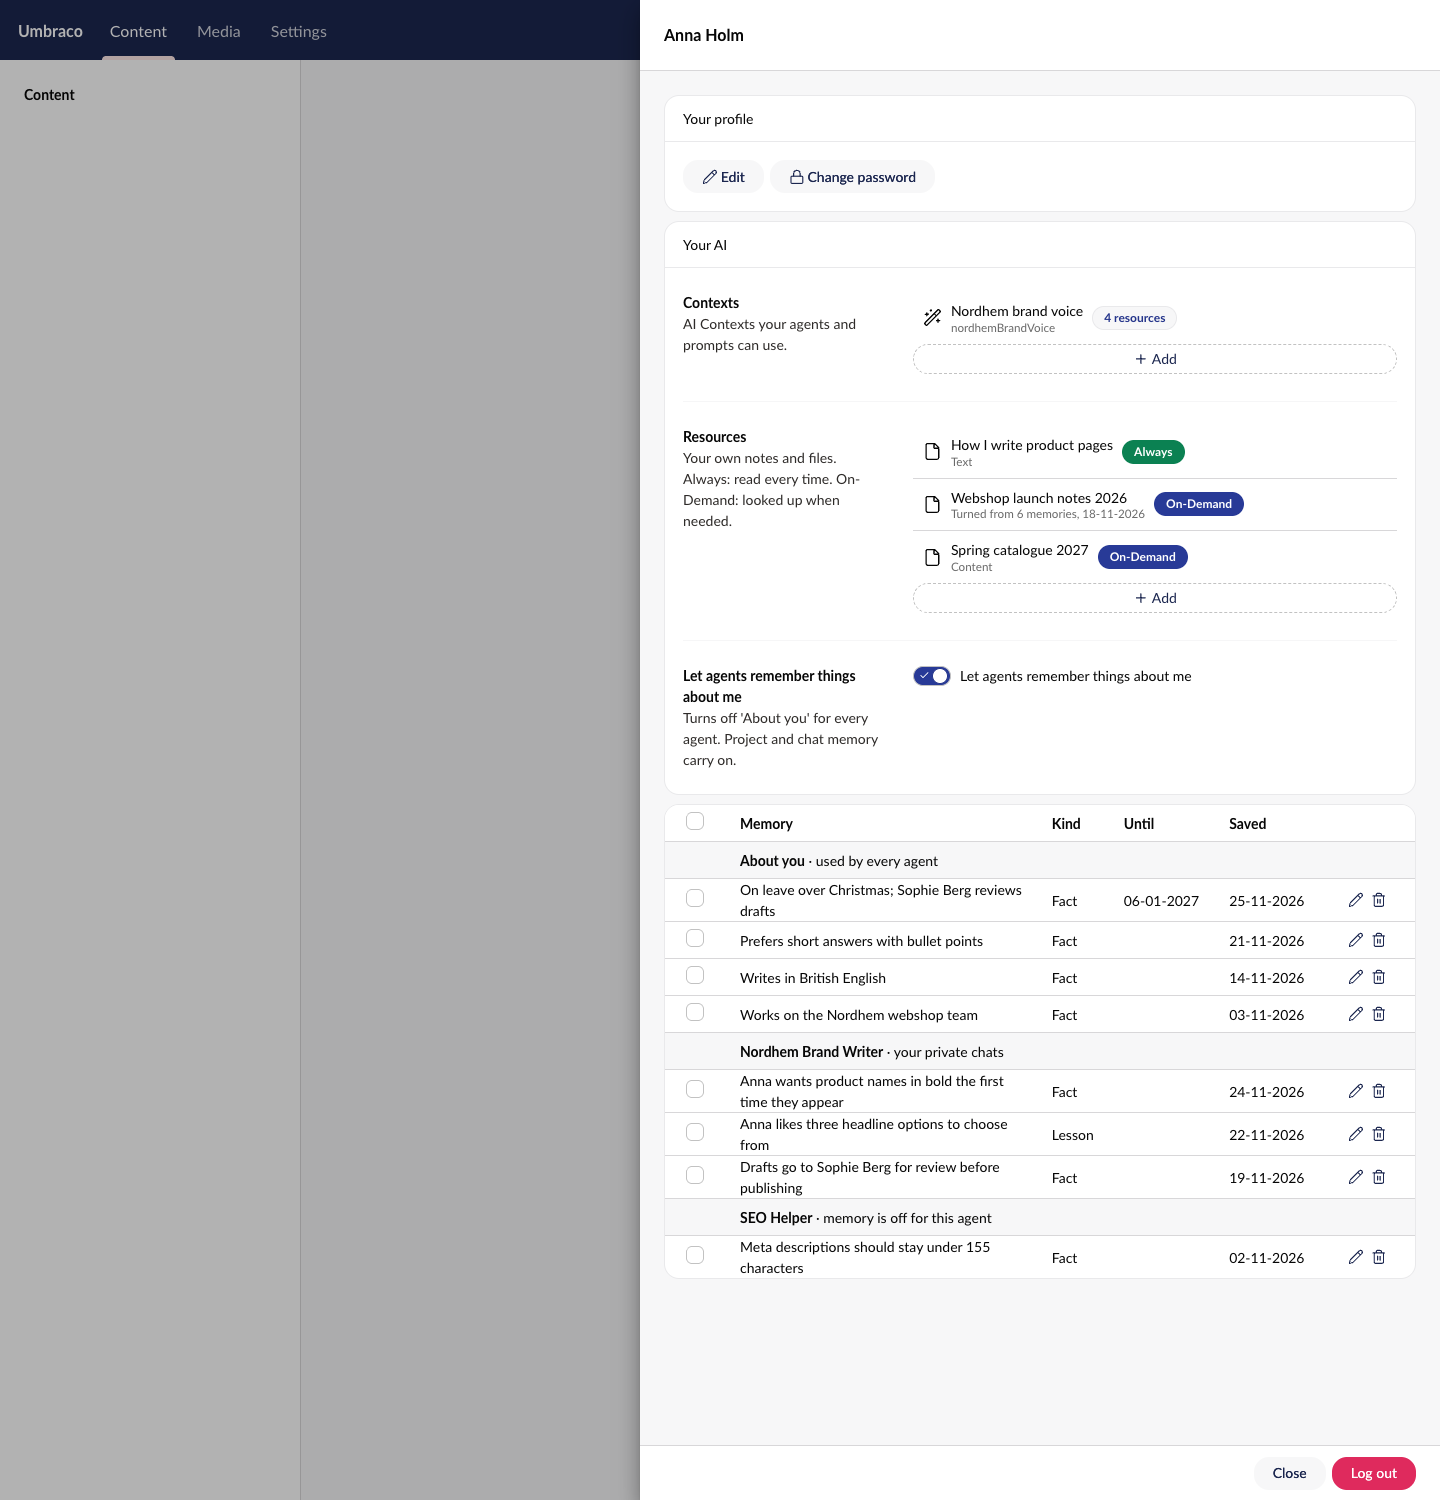 Umbraco Content Media Settings
Content
Anna Holm
Your profile
Edit Change password
Your AI
Contexts
AI Contexts your agents and
prompts can use.
Nordhem brand voice
nordhemBrandVoice
4 resources
+ Add
Resources
Your own notes and files.
Always: read every time. On-
Demand: looked up when
needed.
How I write product pages
Text
Always
Webshop launch notes 2026
Turned from 6 memories, 18-11-2026
On-Demand
Spring catalogue 2027
Content
On-Demand
+ Add
Let agents remember things
about me
Turns off 'About you' for every
agent. Project and chat memory
carry on.
Let agents remember things about me
Memory Kind Until Saved
About you · used by every agent
On leave over Christmas; Sophie Berg reviews
drafts
Fact 06-01-2027 25-11-2026
Prefers short answers with bullet points Fact 21-11-2026
Writes in British English Fact 14-11-2026
Works on the Nordhem webshop team Fact 03-11-2026
Nordhem Brand Writer · your private chats
Anna wants product names in bold the first
time they appear
Fact 24-11-2026
Anna likes three headline options to choose
from
Lesson 22-11-2026
Drafts go to Sophie Berg for review before
publishing
Fact 19-11-2026
SEO Helper · memory is off for this agent
Meta descriptions should stay under 155
characters
Fact 02-11-2026
Close Log out